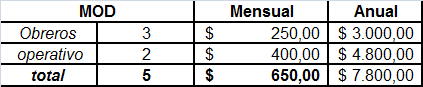 MOD Mensual Anual
Obreros 3 $ 250,00 $ 3.000,00
operativo 2 $ 400,00 $ 4.800,00
total 5 $ 650,00 $ 7.800,00